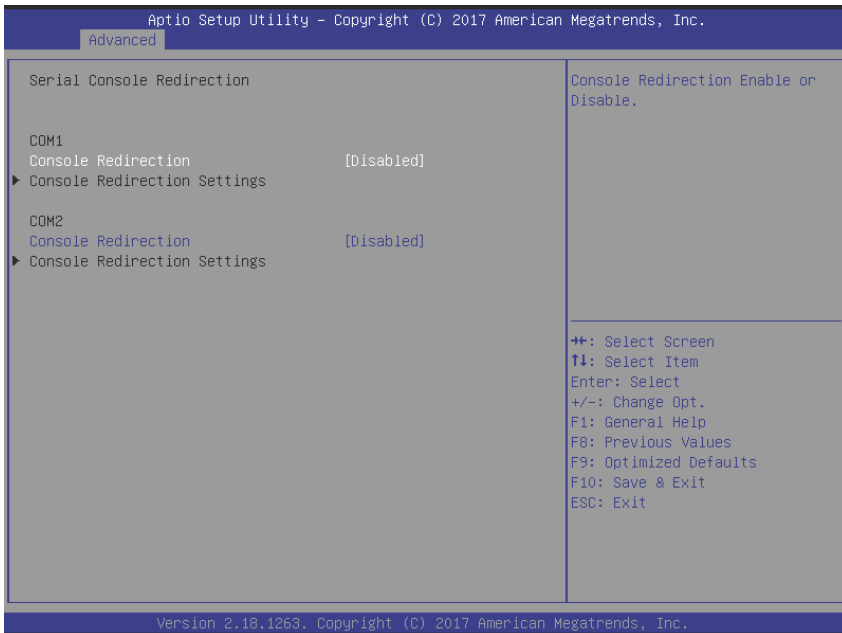 Aptio Setup Utility – Copyright (C) 2017 American Megatrends, Inc.
Advanced
Serial Console Redirection
COM1
Console Redirection [Disabled]
Console Redirection Settings
COM2
Console Redirection [Disabled]
Console Redirection Settings
Console Redirection Enable or
Disable.
→←: Select Screen
↑↓: Select Item
Enter: Select
+/-: Change Opt.
F1: General Help
F8: Previous Values
F9: Optimized Defaults
F10: Save & Exit
ESC: Exit
Version 2.18.1263. Copyright (C) 2017 American Megatrends, Inc.